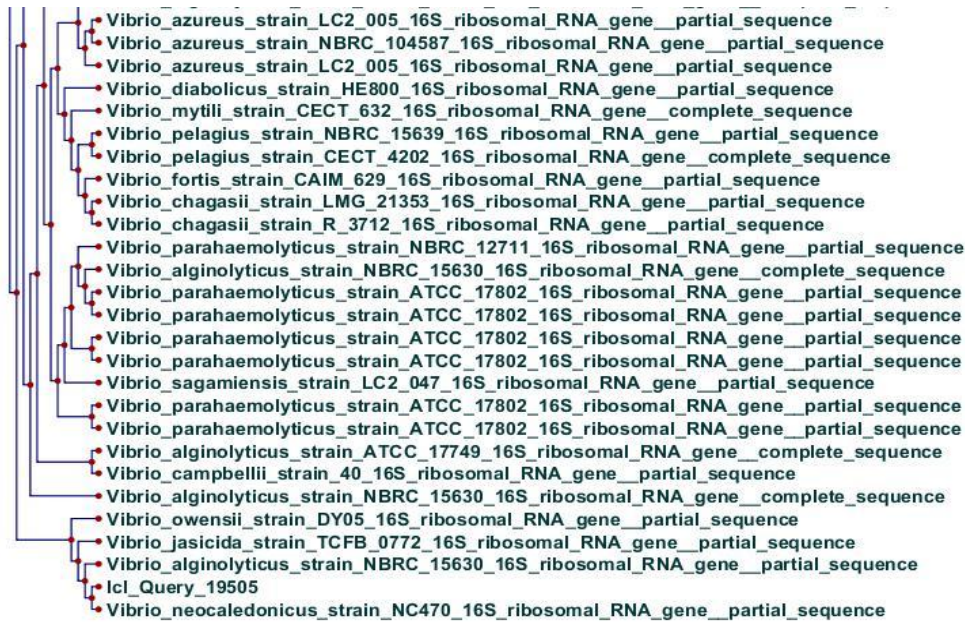 Vibrio_azureus_strain_LC2_005_16S_ribosomal_RNA_gene__partial_sequence
Vibrio_azureus_strain_NBRC_104587_16S_ribosomal_RNA_gene__partial_sequence
Vibrio_azureus_strain_LC2_005_16S_ribosomal_RNA_gene__partial_sequence
Vibrio_diabolicus_strain_HE800_16S_ribosomal_RNA_gene__partial_sequence
Vibrio_mytili_strain_CECT_632_16S_ribosomal_RNA_gene__complete_sequence
Vibrio_pelagius_strain_NBRC_15639_16S_ribosomal_RNA_gene__partial_sequence
Vibrio_pelagius_strain_CECT_4202_16S_ribosomal_RNA_gene__complete_sequence
Vibrio_fortis_strain_CAIM_629_16S_ribosomal_RNA_gene__partial_sequence
Vibrio_chagasii_strain_LMG_21353_16S_ribosomal_RNA_gene__partial_sequence
Vibrio_chagasii_strain_R_3712_16S_ribosomal_RNA_gene__partial_sequence
Vibrio_parahaemolyticus_strain_NBRC_12711_16S_ribosomal_RNA_gene__partial_sequence
Vibrio_alginolyticus_strain_NBRC_15630_16S_ribosomal_RNA_gene__complete_sequence
Vibrio_parahaemolyticus_strain_ATCC_17802_16S_ribosomal_RNA_gene__partial_sequence
Vibrio_parahaemolyticus_strain_ATCC_17802_16S_ribosomal_RNA_gene__partial_sequence
Vibrio_parahaemolyticus_strain_ATCC_17802_16S_ribosomal_RNA_gene__partial_sequence
Vibrio_parahaemolyticus_strain_ATCC_17802_16S_ribosomal_RNA_gene__partial_sequence
Vibrio_sagamiensis_strain_LC2_047_16S_ribosomal_RNA_gene__partial_sequence
Vibrio_parahaemolyticus_strain_ATCC_17802_16S_ribosomal_RNA_gene__partial_sequence
Vibrio_parahaemolyticus_strain_ATCC_17802_16S_ribosomal_RNA_gene__partial_sequence
Vibrio_alginolyticus_strain_ATCC_17749_16S_ribosomal_RNA_gene__complete_sequence
Vibrio_campbellii_strain_40_16S_ribosomal_RNA_gene__partial_sequence
Vibrio_alginolyticus_strain_NBRC_15630_16S_ribosomal_RNA_gene__complete_sequence
Vibrio_owensii_strain_DY05_16S_ribosomal_RNA_gene__partial_sequence
Vibrio_jasicida_strain_TCFB_0772_16S_ribosomal_RNA_gene__partial_sequence
Vibrio_alginolyticus_strain_NBRC_15630_16S_ribosomal_RNA_gene__partial_sequence
lcl_Query_19505
Vibrio_neocaledonicus_strain_NC470_16S_ribosomal_RNA_gene__partial_sequence